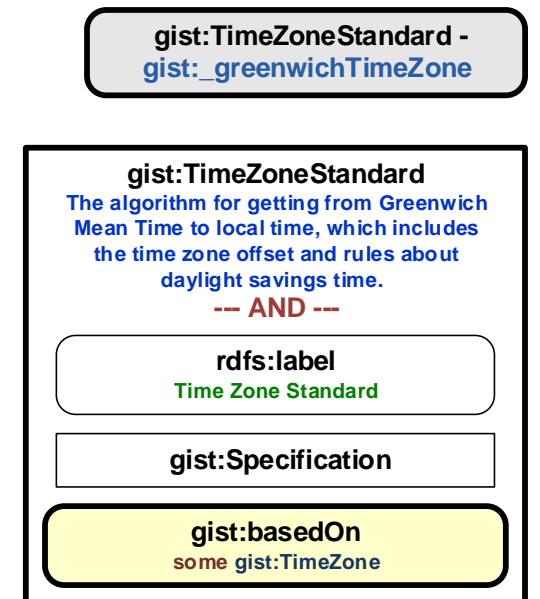 gist:TimeZoneStandard -
gist:_greenwichTimeZone
gist:TimeZoneStandard
The algorithm for getting from Greenwich
Mean Time to local time, which includes
the time zone offset and rules about
daylight savings time.
--- AND ---
rdfs:label
Time Zone Standard
gist:Specification
gist:basedOn
some gist:TimeZone